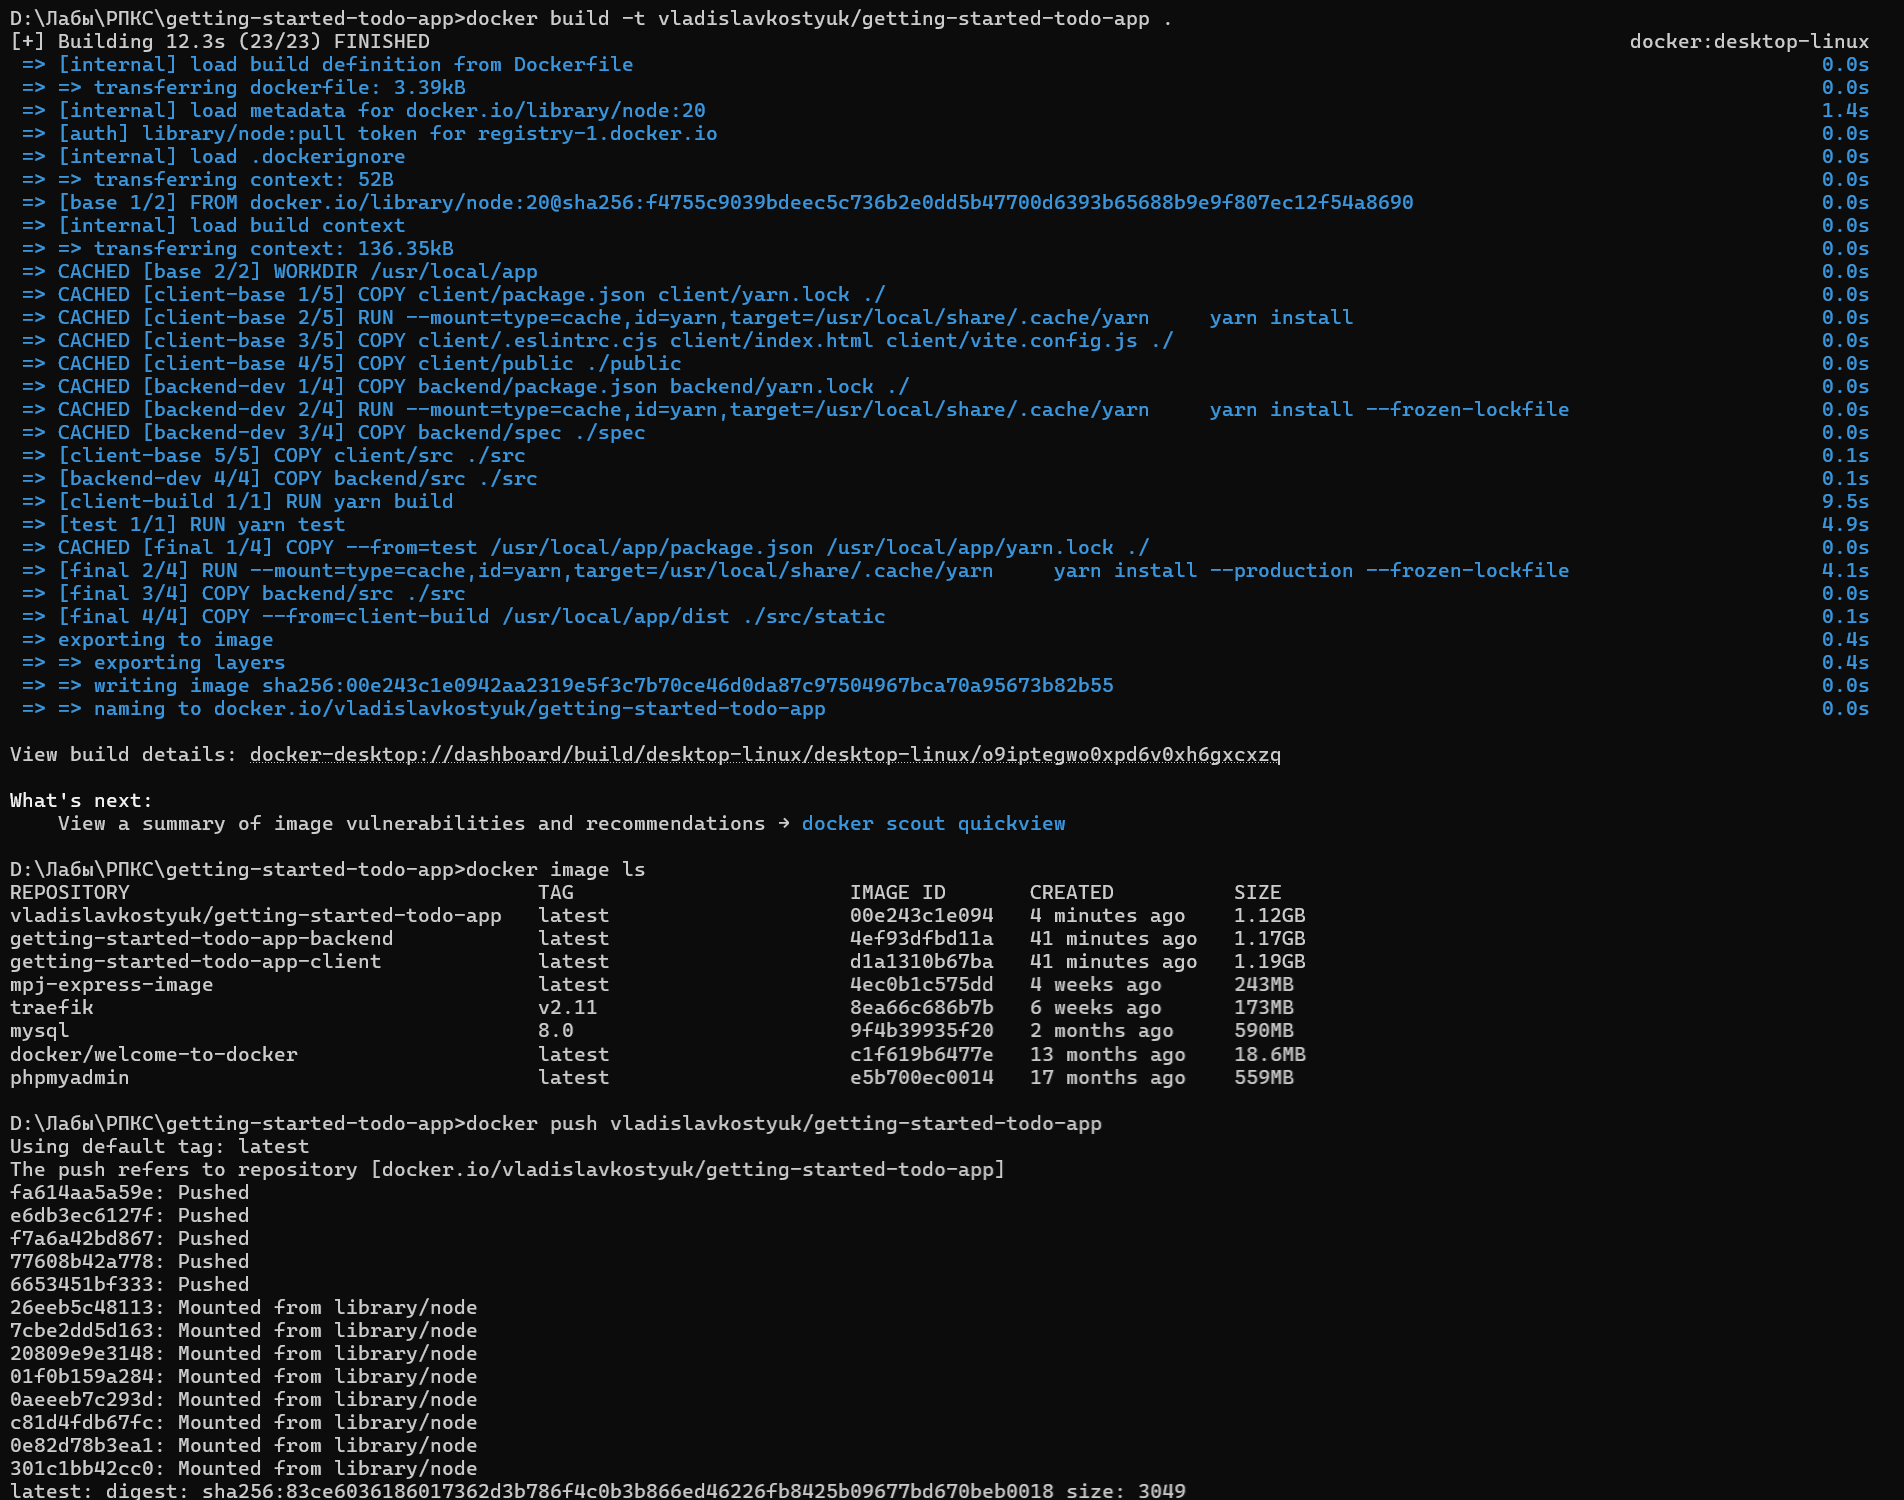 D:\Лабы\РПКС\getting-started-todo-app>docker build -t vladislavkostyuk/getting-started-todo-app .
[+] Building 12.3s (23/23) FINISHED docker:desktop-linux
=> [internal] load build definition from Dockerfile 0.0s
=> => transferring dockerfile: 3.39kB 0.0s
=> [internal] load metadata for docker.io/library/node:20 1.4s
=> [auth] library/node:pull token for registry-1.docker.io 0.0s
=> [internal] load .dockerignore 0.0s
=> => transferring context: 52B 0.0s
=> [base 1/2] FROM docker.io/library/node:20@sha256:f4755c9039bdeec5c736b2e0dd5b47700d6393b65688b9e9f807ec12f54a8690 0.0s
=> [internal] load build context 0.0s
=> => transferring context: 136.35kB 0.0s
=> CACHED [base 2/2] WORKDIR /usr/local/app 0.0s
=> CACHED [client-base 1/5] COPY client/package.json client/yarn.lock ./ 0.0s
=> CACHED [client-base 2/5] RUN --mount=type=cache,id=yarn,target=/usr/local/share/.cache/yarn     yarn install 0.0s
=> CACHED [client-base 3/5] COPY client/.eslintrc.cjs client/index.html client/vite.config.js ./ 0.0s
=> CACHED [client-base 4/5] COPY client/public ./public 0.0s
=> CACHED [backend-dev 1/4] COPY backend/package.json backend/yarn.lock ./ 0.0s
=> CACHED [backend-dev 2/4] RUN --mount=type=cache,id=yarn,target=/usr/local/share/.cache/yarn     yarn install --frozen-lockfile 0.0s
=> CACHED [backend-dev 3/4] COPY backend/spec ./spec 0.0s
=> [client-base 5/5] COPY client/src ./src 0.1s
=> [backend-dev 4/4] COPY backend/src ./src 0.1s
=> [client-build 1/1] RUN yarn build 9.5s
=> [test 1/1] RUN yarn test 4.9s
=> CACHED [final 1/4] COPY --from=test /usr/local/app/package.json /usr/local/app/yarn.lock ./ 0.0s
=> [final 2/4] RUN --mount=type=cache,id=yarn,target=/usr/local/share/.cache/yarn     yarn install --production --frozen-lockfile 4.1s
=> [final 3/4] COPY backend/src ./src 0.0s
=> [final 4/4] COPY --from=client-build /usr/local/app/dist ./src/static 0.1s
=> exporting to image 0.4s
=> => exporting layers 0.4s
=> => writing image sha256:00e243c1e0942aa2319e5f3c7b70ce46d0da87c97504967bca70a95673b82b55 0.0s
=> => naming to docker.io/vladislavkostyuk/getting-started-todo-app 0.0s
View build details: docker-desktop://dashboard/build/desktop-linux/desktop-linux/o9iptegwo0xpd6v0xh6gxcxzq
What's next:
View a summary of image vulnerabilities and recommendations → docker scout quickview
D:\Лабы\РПКС\getting-started-todo-app>docker image ls
REPOSITORY TAG IMAGE ID CREATED SIZE
vladislavkostyuk/getting-started-todo-app latest 00e243c1e094 4 minutes ago 1.12GB
getting-started-todo-app-backend latest 4ef93dfbd11a 41 minutes ago 1.17GB
getting-started-todo-app-client latest d1a1310b67ba 41 minutes ago 1.19GB
mpj-express-image latest 4ec0b1c575dd 4 weeks ago 243MB
traefik v2.11 8ea66c686b7b 6 weeks ago 173MB
mysql 8.0 9f4b39935f20 2 months ago 590MB
docker/welcome-to-docker latest c1f619b6477e 13 months ago 18.6MB
phpmyadmin latest e5b700ec0014 17 months ago 559MB
D:\Лабы\РПКС\getting-started-todo-app>docker push vladislavkostyuk/getting-started-todo-app
Using default tag: latest
The push refers to repository [docker.io/vladislavkostyuk/getting-started-todo-app]
fa614aa5a59e: Pushed
e6db3ec6127f: Pushed
f7a6a42bd867: Pushed
77608b42a778: Pushed
6653451bf333: Pushed
26eeb5c48113: Mounted from library/node
7cbe2dd5d163: Mounted from library/node
20809e9e3148: Mounted from library/node
01f0b159a284: Mounted from library/node
0aeeeb7c293d: Mounted from library/node
c81d4fdb67fc: Mounted from library/node
0e82d78b3ea1: Mounted from library/node
301c1bb42cc0: Mounted from library/node
latest: digest: sha256:83ce6036186017362d3b786f4c0b3b866ed46226fb8425b09677bd670beb0018 size: 3049